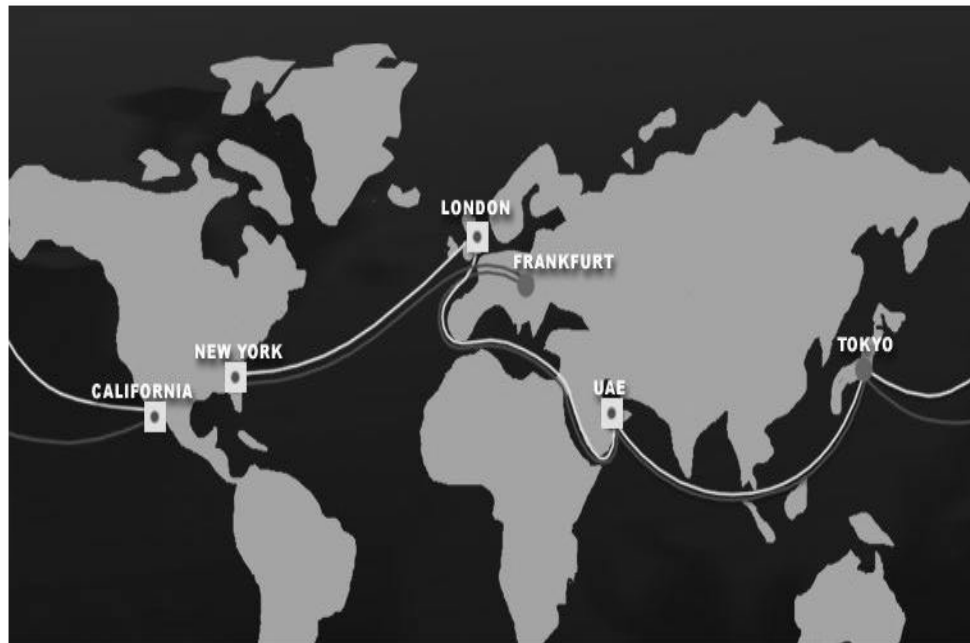 LONDON
FRANKFURT
NEW YORK
TOKYO
CALIFORNIA
UAE